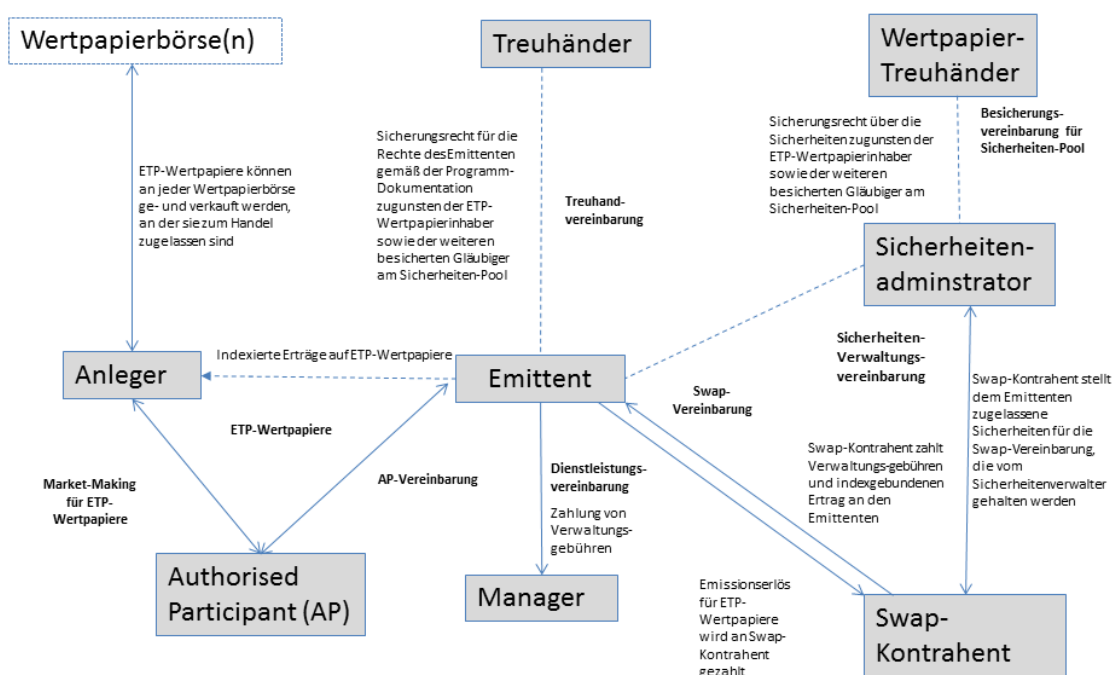 Wertpapierbörse(n)
Treuhänder
Wertpapier-
Treuhänder
ETP-Wertpapiere können
an jeder Wertpapierbörse
ge- und verkauft werden,
an der sie zum Handel
zugelassen sind
Sicherungsrecht für die
Rechte des Emittenten
gemäß der Programm-
Dokumentation
zugunsten der ETP-
Wertpapierinhaber
sowie der weiteren
besicherten Gläubiger
am Sicherheiten-Pool
Treuhand-
vereinbarung
Sicherungsrecht über die
Sicherheiten zugunsten der
ETP-Wertpapierinhaber
sowie der weiteren
besicherten Gläubiger am
Sicherheiten-Pool
Besicherungs-
vereinbarung für
Sicherheiten-Pool
Sicherheiten-
adminstrator
Anleger
Indexierte Erträge auf ETP-Wertpapiere
Emittent
Sicherheiten-
Verwaltungs-
vereinbarung
Swap-
Vereinbarung
Swap-Kontrahent stellt
dem Emittenten
zugelassene
Sicherheiten für die
Swap-Vereinbarung,
die vom
Sicherheitenverwalter
gehalten werden
ETP-Wertpapiere
Market-Making
für ETP-
Wertpapiere
AP-Vereinbarung
Dienstleistungs-
vereinbarung
Zahlung von
Verwaltungs-
gebühren
Swap-Kontrahent zahlt
Verwaltungs-gebühren
und indexgebundenen
Ertrag an den
Emittenten
Authorised
Participant (AP)
Manager
Emissionserlös
für ETP-
Wertpapiere
wird an Swap-
Kontrahent
gezahlt
Swap-
Kontrahent